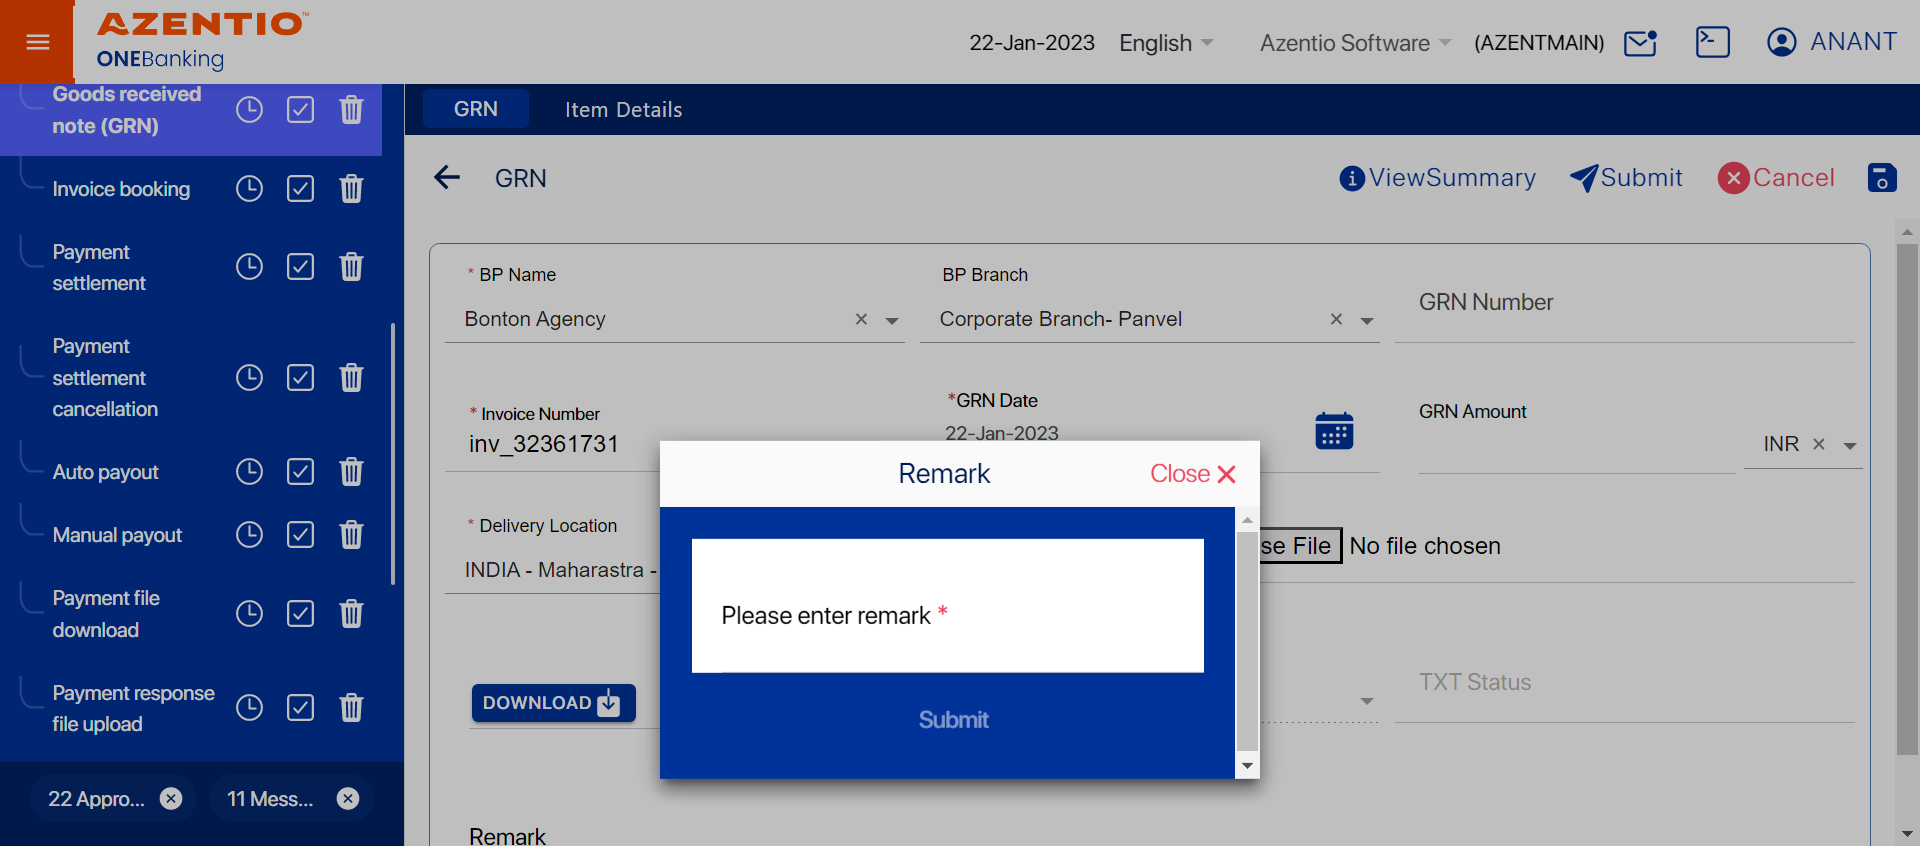 AZENTIO™
ONEBanking
22-Jan-2023
English
Azentio Software
(AZENTMAIN)
ANANT
Goods received
note (GRN)
Invoice booking
Payment
settlement
Payment
settlement
cancellation
Auto payout
Manual payout
Payment file
download
Payment response
file upload
22 Appro...
11 Mess...
GRN
Item Details
GRN
ViewSummary
Submit
Cancel
* BP Name
Bonton Agency
BP Branch
Corporate Branch- Panvel
GRN Number
* Invoice Number
inv_32361731
*GRN Date
22-Jan-2023
GRN Amount
INR
* Delivery Location
INDIA - Maharastra -
se File
No file chosen
DOWNLOAD
TXT Status
Remark
Remark
Close
Please enter remark *
Submit